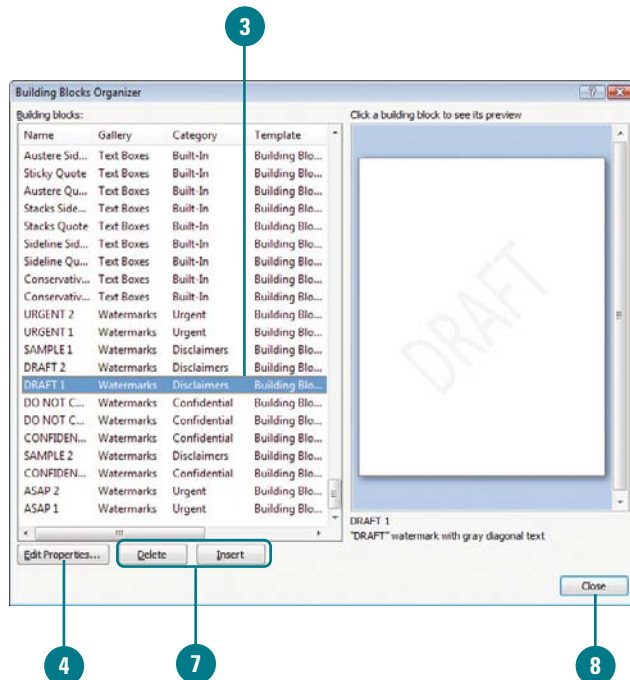 3
Building Blocks Organizer
Building blocks:
Click a building block to see its preview
Name Gallery Category Template
Austere Sid... Text Boxes Built-In Building Blo...
Sticky Quote Text Boxes Built-In Building Blo...
Austere Qu... Text Boxes Built-In Building Blo...
Stacks Side... Text Boxes Built-In Building Blo...
Stacks Quote Text Boxes Built-In Building Blo...
Sideline Sid... Text Boxes Built-In Building Blo...
Sideline Qu... Text Boxes Built-In Building Blo...
Conservativ... Text Boxes Built-In Building Blo...
Conservativ... Text Boxes Built-In Building Blo...
URGENT 2 Watermarks Urgent Building Blo...
URGENT 1 Watermarks Urgent Building Blo...
SAMPLE 1 Watermarks Disclaimers Building Blo...
DRAFT 2 Watermarks Disclaimers Building Blo...
DRAFT 1 Watermarks Disclaimers Building Blo...
DO NOT C... Watermarks Confidential Building Blo...
DO NOT C... Watermarks Confidential Building Blo...
CONFIDEN... Watermarks Confidential Building Blo...
SAMPLE 2 Watermarks Disclaimers Building Blo...
CONFIDEN... Watermarks Confidential Building Blo...
ASAP 2 Watermarks Urgent Building Blo...
ASAP 1 Watermarks Urgent Building Blo...
DRAFT
DRAFT 1
"DRAFT" watermark with gray diagonal text
Edit Properties... Delete Insert
Close
4 7 8